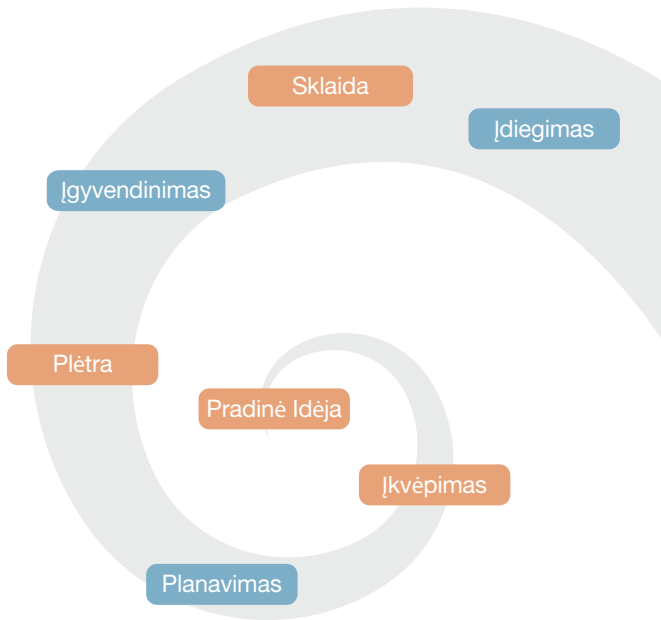 Sklaida
Įdiegimas
Įgyvendinimas
Plėtra
Pradinė Idėja
Įkvėpimas
Planavimas